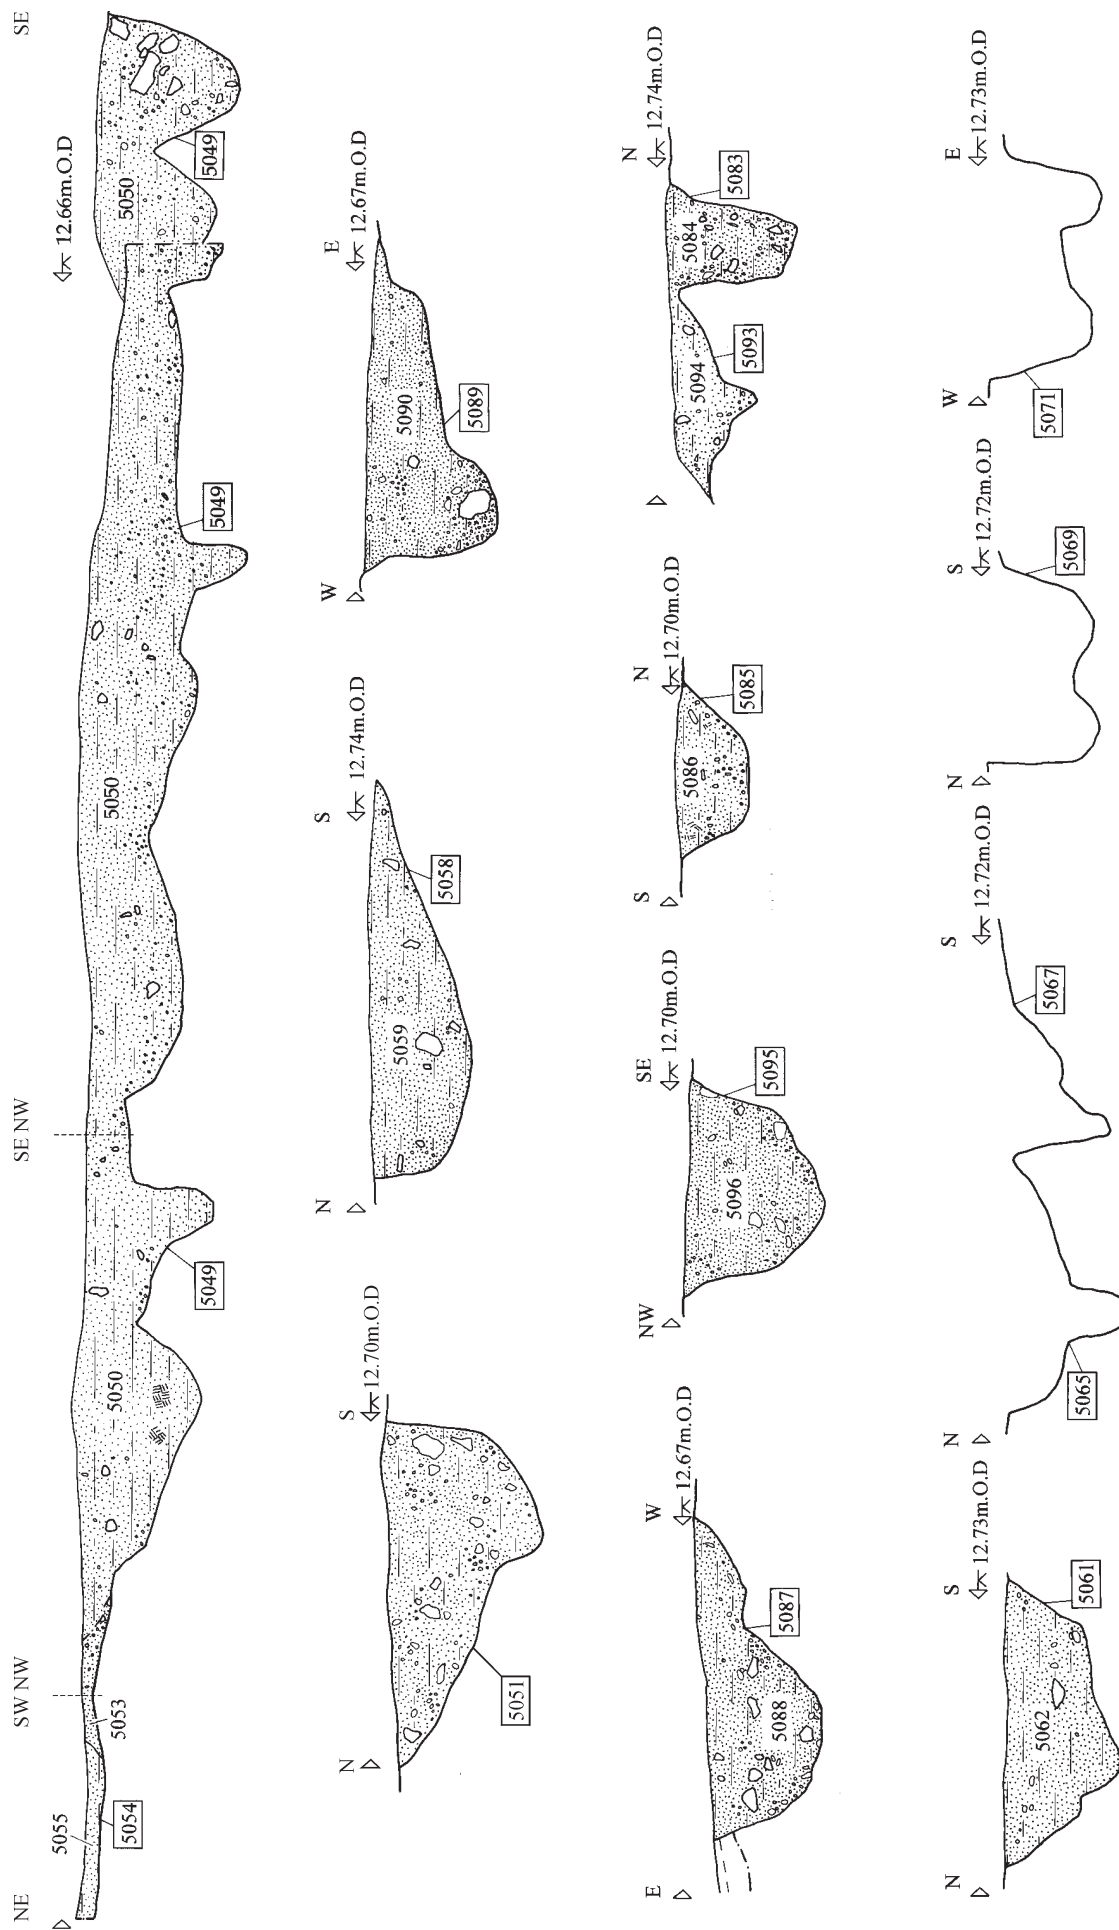 NE SW NW SE NW SE
12.66m.O.D
5055 5053 5050 5050 5050
5054 5049 5049 5049
N S N S W E
12.70m.O.D 12.74m.O.D 12.67m.O.D
5059 5090
5051 5058 5089
E W NW SE S N N
12.67m.O.D 12.70m.O.D 12.70m.O.D 12.74m.O.D
5088 5096 5086 5094 5084
5087 5095 5085 5093 5083
N S N S N S W E
12.73m.O.D 12.72m.O.D 12.72m.O.D 12.73m.O.D
5062
5061 5065 5067 5069 5071